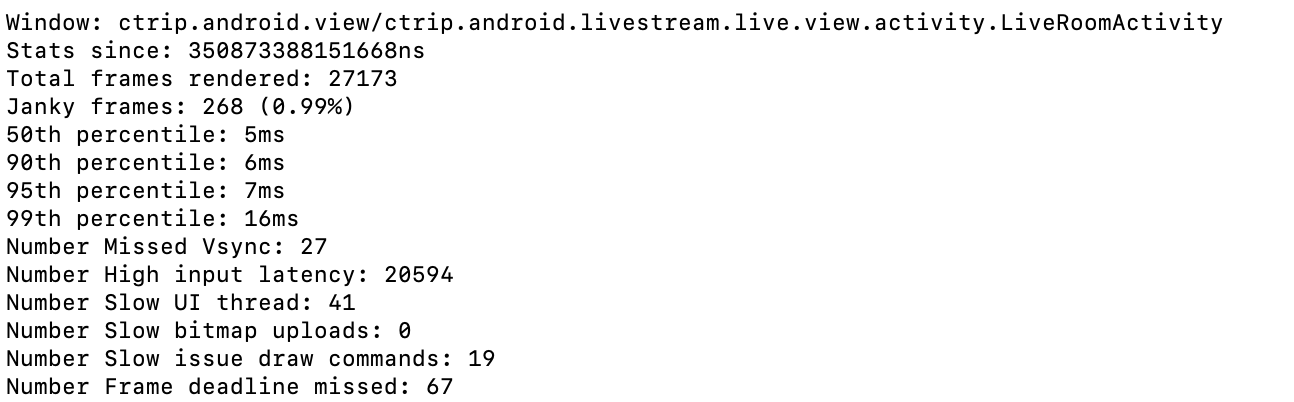 Window: ctrip.android.view/ctrip.android.livestream.live.view.activity.LiveRoomActivity
Stats since: 350873388151668ns
Total frames rendered: 27173
Janky frames: 268 (0.99%)
50th percentile: 5ms
90th percentile: 6ms
95th percentile: 7ms
99th percentile: 16ms
Number Missed Vsync: 27
Number High input latency: 20594
Number Slow UI thread: 41
Number Slow bitmap uploads: 0
Number Slow issue draw commands: 19
Number Frame deadline missed: 67